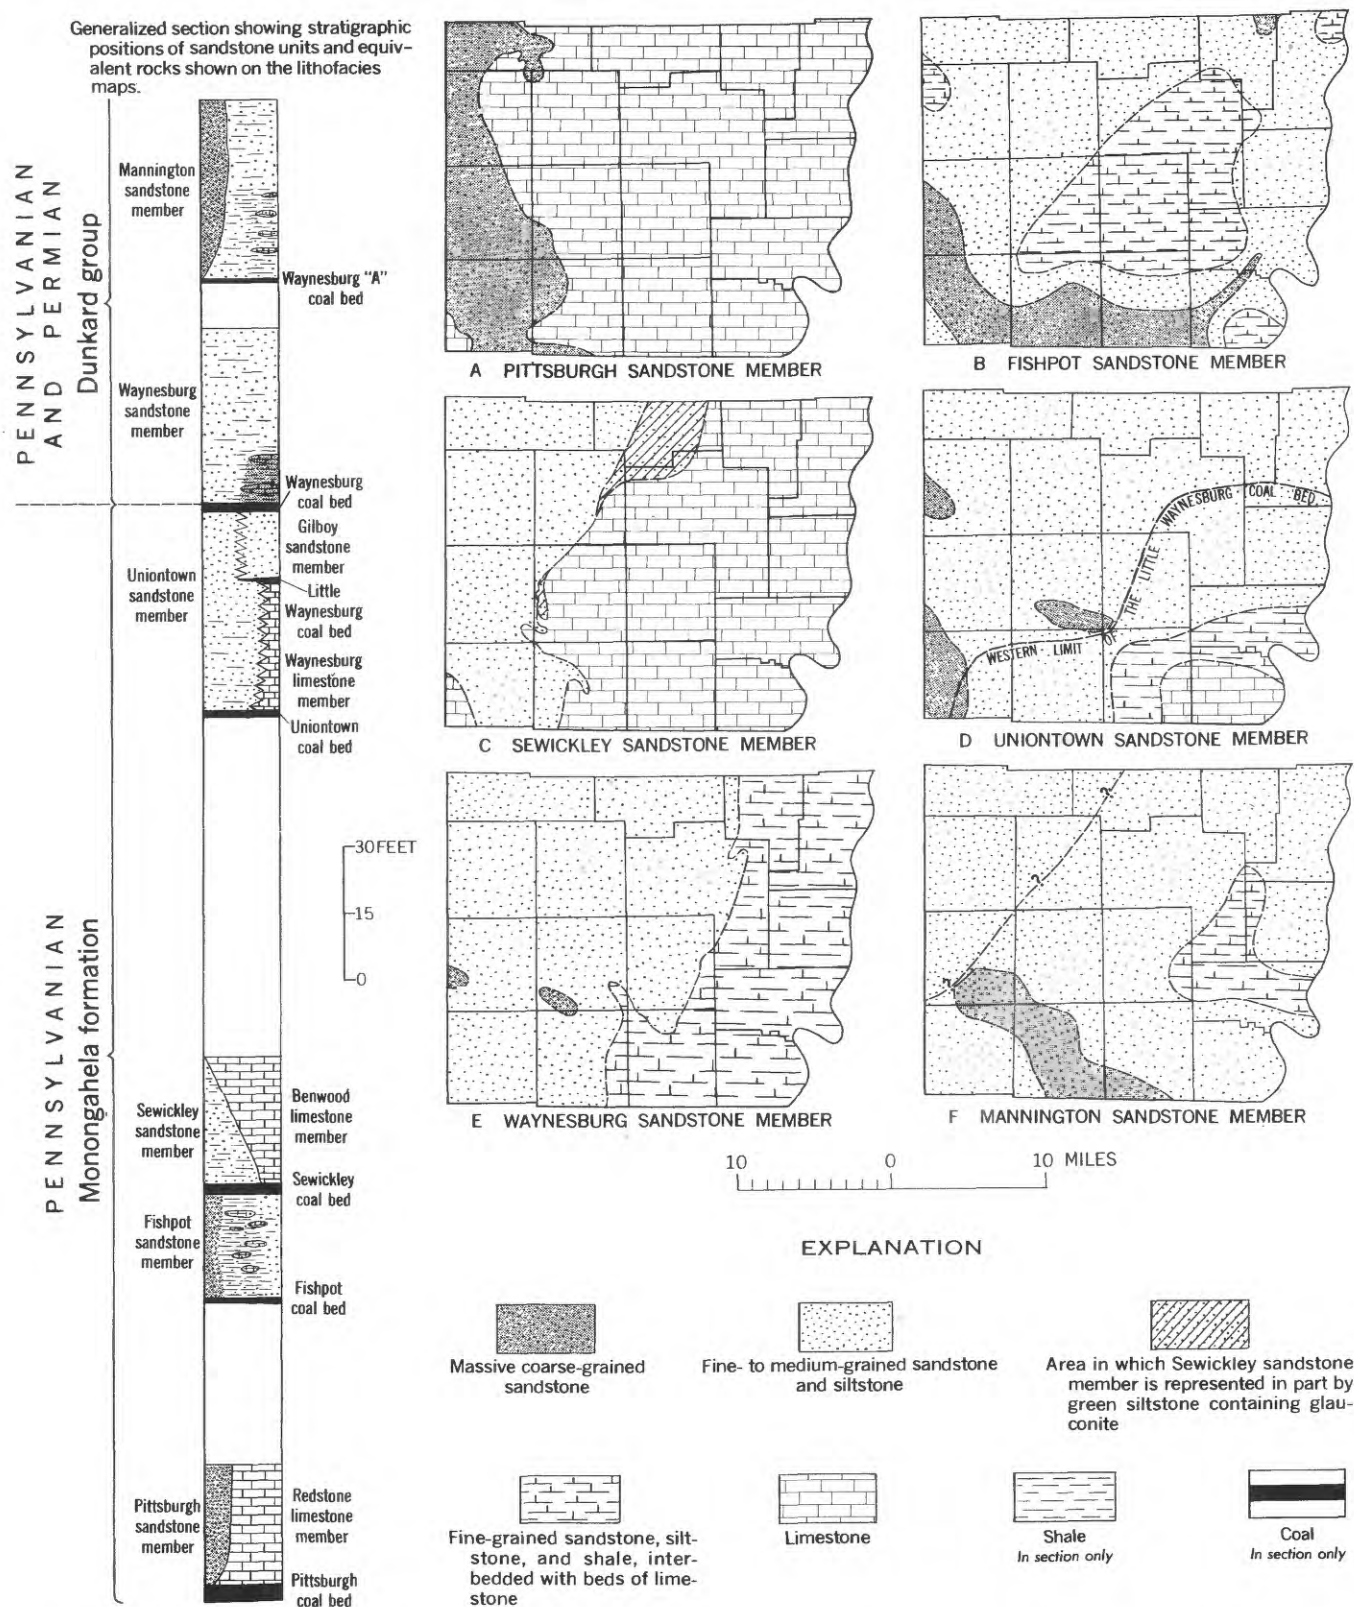 Generalized section showing stratigraphic
positions of sandstone units and equiv-
alent rocks shown on the lithofacies
maps.
PENNSYLVANIAN
AND PERMIAN
Dunkard group
Mannington
sandstone
member
Waynesburg "A"
coal bed
Waynesburg
sandstone
member
Waynesburg
coal bed
Gilboy
sandstone
member
Uniontown
sandstone
member
Little
Waynesburg
coal bed
Waynesburg
limestone
member
Uniontown
coal bed
30 FEET
15
0
PENNSYLVANIAN
Monongahela formation
Benwood
limestone
member
Sewickley
sandstone
member
Sewickley
coal bed
Fishpot
sandstone
member
Fishpot
coal bed
Pittsburgh
sandstone
member
Redstone
limestone
member
Pittsburgh
coal bed
A PITTSBURGH SANDSTONE MEMBER
B FISHPOT SANDSTONE MEMBER
C SEWICKLEY SANDSTONE MEMBER
WESTERN LIMIT OF THE LITTLE WAYNESBURG COAL BED
D UNIONTOWN SANDSTONE MEMBER
E WAYNESBURG SANDSTONE MEMBER
?
?
?
F MANNINGTON SANDSTONE MEMBER
10 0 10 MILES
EXPLANATION
Massive coarse-grained
sandstone
Fine- to medium-grained sandstone
and siltstone
Area in which Sewickley sandstone
member is represented in part by
green siltstone containing glau-
conite
Fine-grained sandstone, silt-
stone, and shale, inter-
bedded with beds of lime-
stone
Limestone
Shale
In section only
Coal
In section only